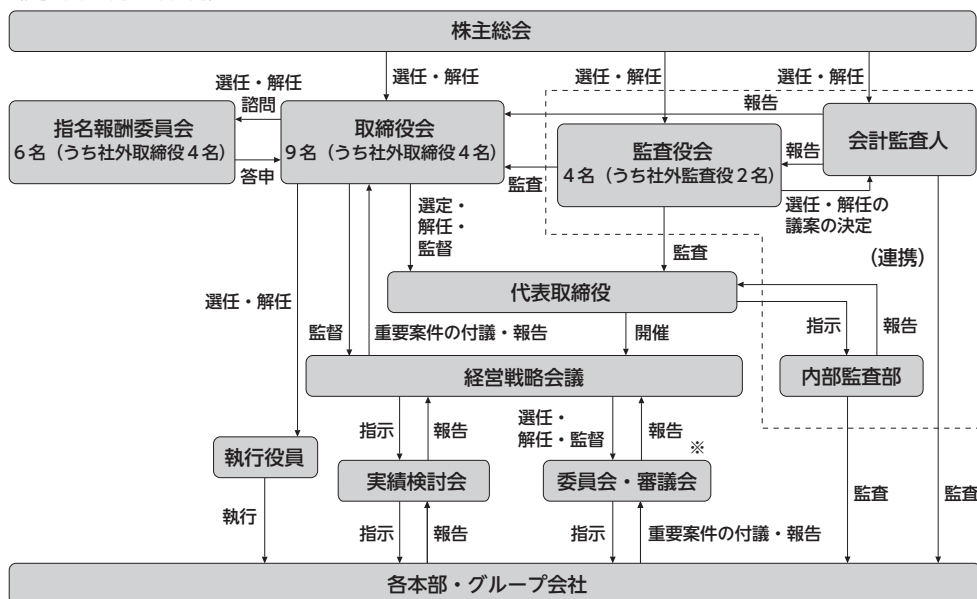 株主総会
選任・解任
選任・解任
選任・解任
選任・解任
諮問
報告
指名報酬委員会
6名（うち社外取締役4名）
取締役会
9名（うち社外取締役4名）
監査役会
4名（うち社外監査役2名）
会計監査人
報告
答申
監査
選任・解任の
議案の決定
選定・
解任・
監督
監査
（連携）
代表取締役
選任・解任
監督
重要案件の付議・報告
開催
指示
報告
経営戦略会議
内部監査部
指示
報告
選任・
解任・監督
報告
※
執行役員
実績検討会
委員会・審議会
執行
指示
報告
指示
重要案件の付議・報告
監査
監査
各本部・グループ会社